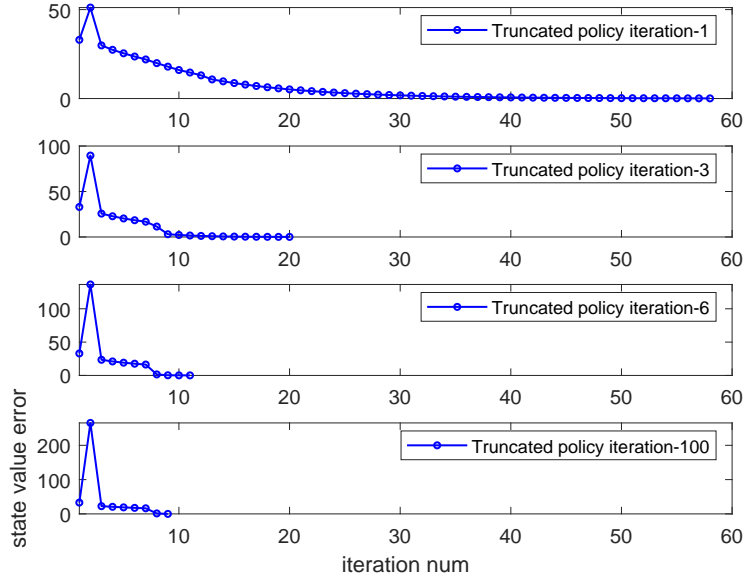 50
0
Truncated policy iteration-1
10 20 30 40 50 60
100
50
0
Truncated policy iteration-3
10 20 30 40 50 60
100
50
0
Truncated policy iteration-6
10 20 30 40 50 60
200
100
0
Truncated policy iteration-100
10 20 30 40 50 60
state value error
iteration num